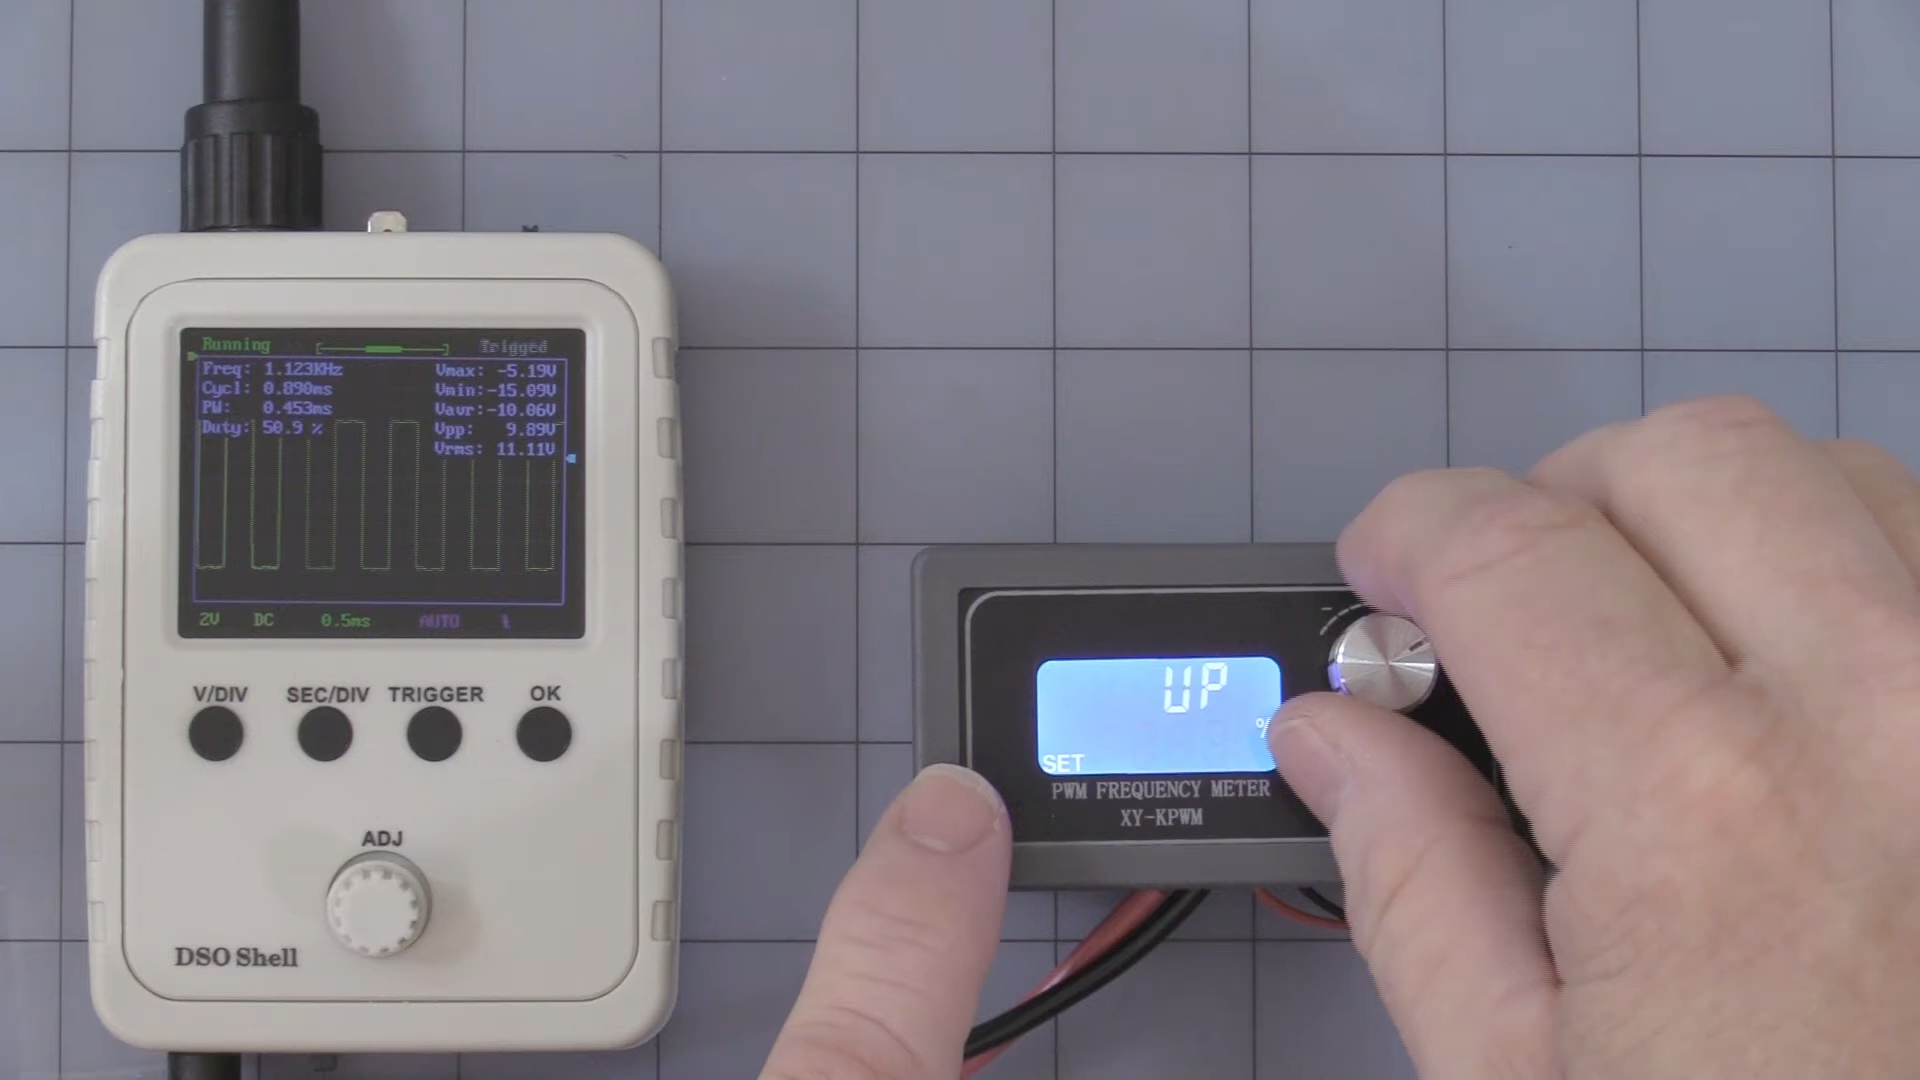 Running
Triggered
Freq: 1.123KHz
Cycl: 0.890ms
PW: 0.453ms
Duty: 50.9 %
Vmax: -5.19V
Vmin:-15.09V
Vavr:-10.06V
Vpp: 9.89V
Vrms: 11.11V
2V DC 0.5ms AUTO
V/DIV SEC/DIV TRIGGER OK
ADJ
DSO Shell
UP
%
SET
PWM FREQUENCY METER
XY-KPWM